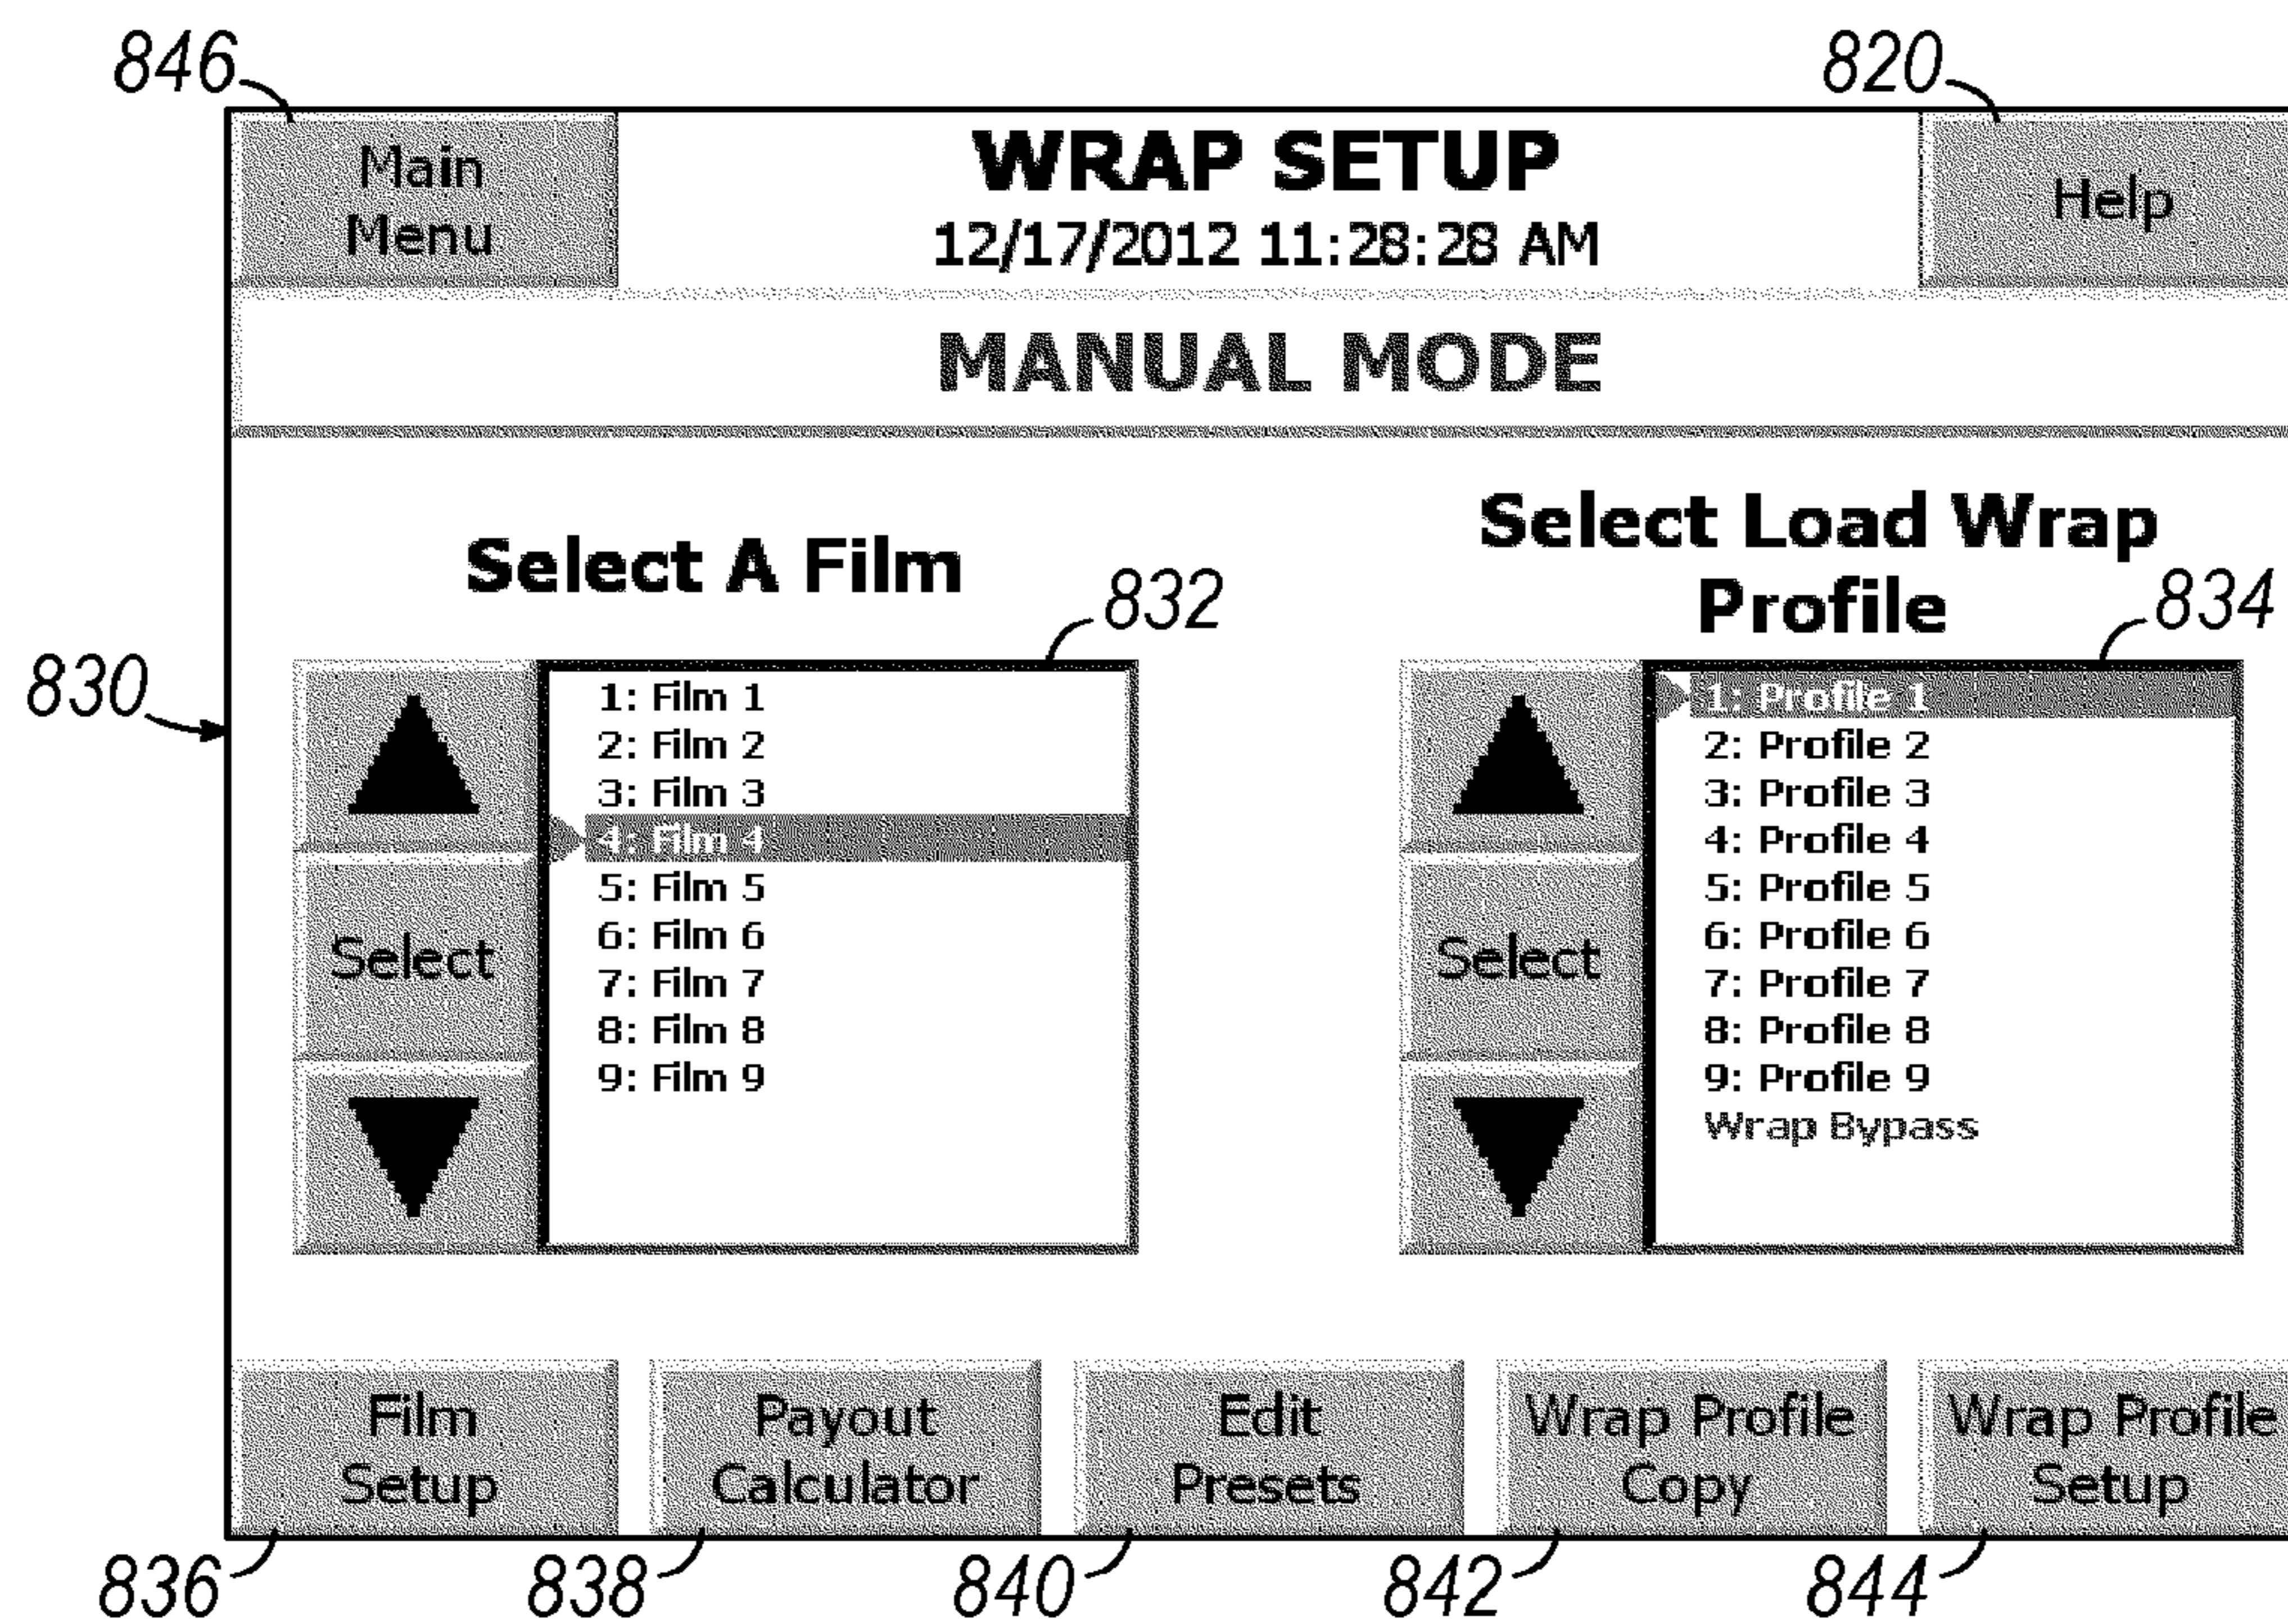 846
820
Main
Menu
WRAP SETUP
12/17/2012 11:28:28 AM
Help
MANUAL MODE
Select A Film
832
Select Load Wrap
Profile
834
830
1: Film 1
2: Film 2
3: Film 3
4: Film 4
5: Film 5
6: Film 6
7: Film 7
8: Film 8
9: Film 9
Select
1: Profile 1
2: Profile 2
3: Profile 3
4: Profile 4
5: Profile 5
6: Profile 6
7: Profile 7
8: Profile 8
9: Profile 9
Wrap Bypass
Select
Film
Setup
Payout
Calculator
Edit
Presets
Wrap Profile
Copy
Wrap Profile
Setup
836
838
840
842
844